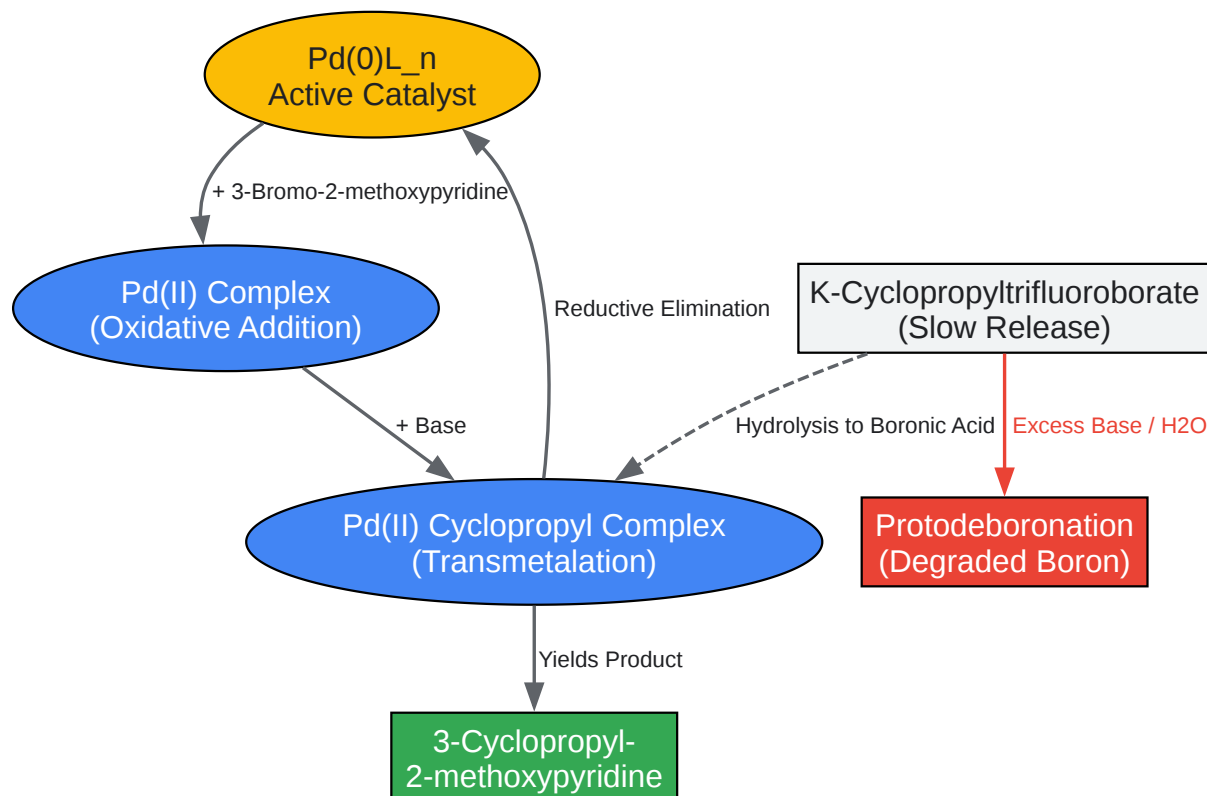 Pd(0)L_n
Active Catalyst
+ 3-Bromo-2-methoxypyridine
Pd(II) Complex
(Oxidative Addition)
Reductive Elimination
K-Cyclopropyltrifluoroborate
(Slow Release)
+ Base
Hydrolysis to Boronic Acid
Excess Base / H2O
Pd(II) Cyclopropyl Complex
(Transmetalation)
Protodeboronation
(Degraded Boron)
Yields Product
3-Cyclopropyl-
2-methoxypyridine